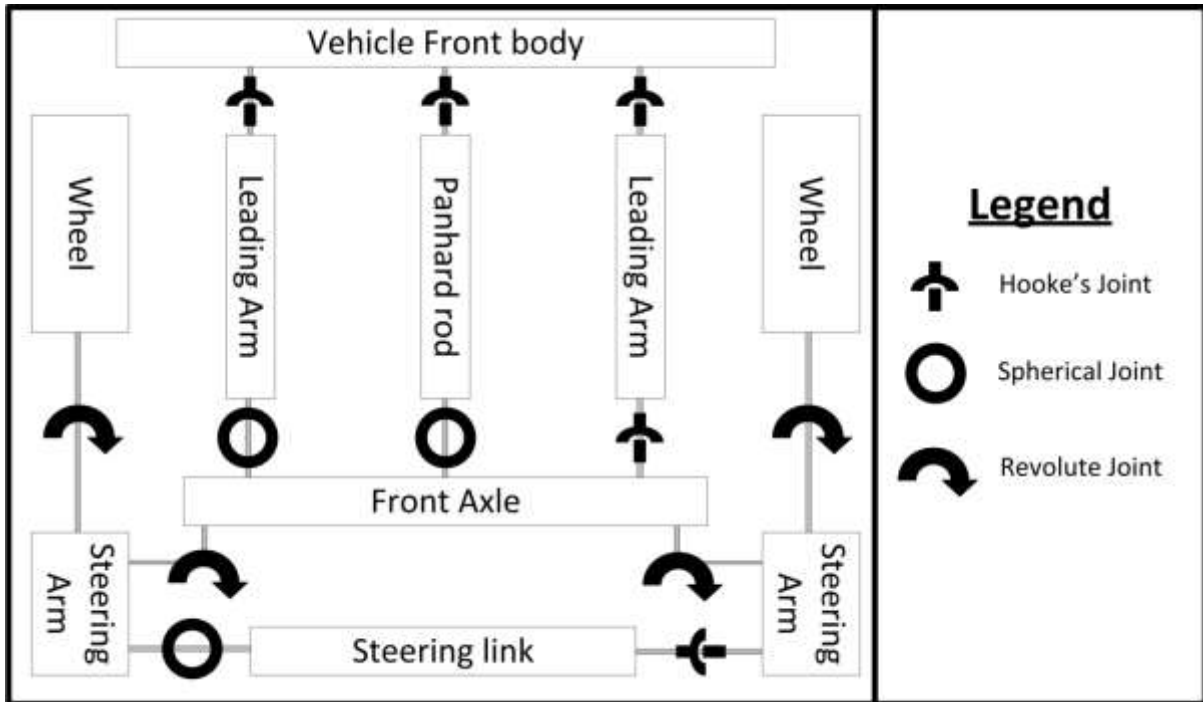 Vehicle Front body
Wheel
Leading Arm
Panhard rod
Leading Arm
Wheel
Front Axle
Steering
Arm
Steering link
Steering
Arm
Legend
Hooke's Joint
Spherical Joint
Revolute Joint